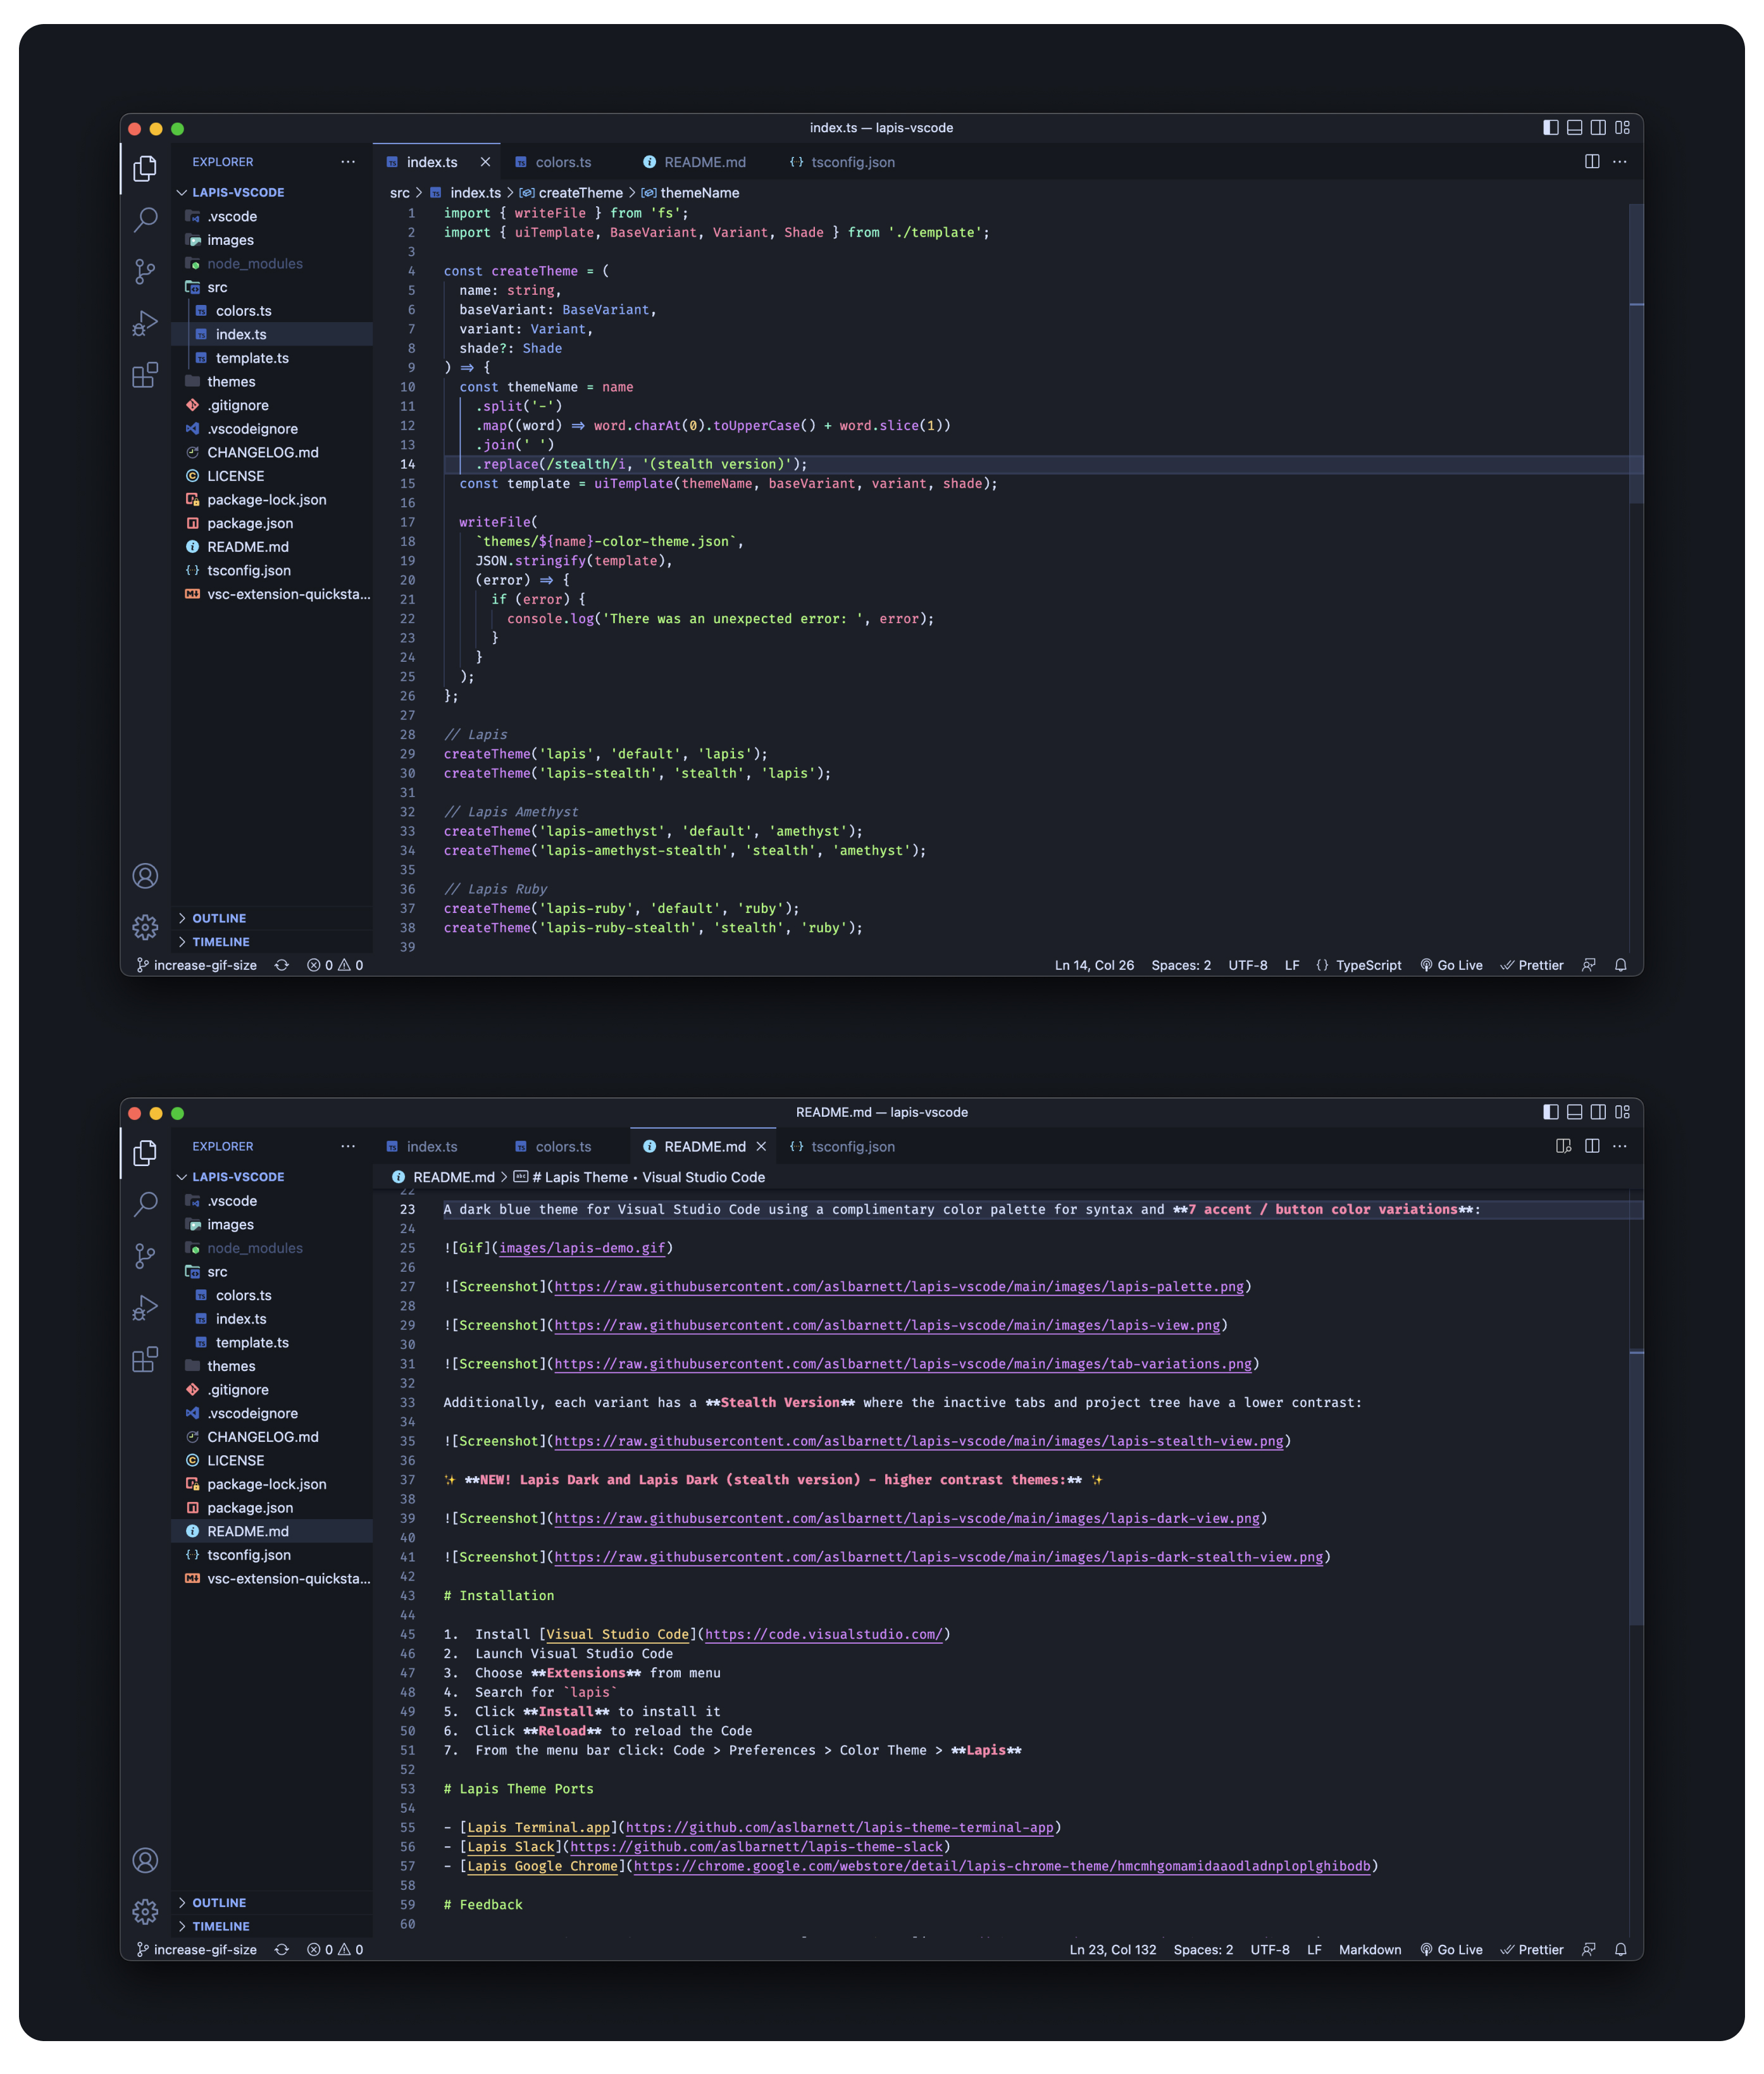 index.ts — lapis-vscode
EXPLORER ···
LAPIS-VSCODE
.vscode
images
node_modules
src
colors.ts
index.ts
template.ts
themes
.gitignore
.vscodeignore
CHANGELOG.md
LICENSE
package-lock.json
package.json
README.md
tsconfig.json
vsc-extension-quicksta...
OUTLINE
TIMELINE
index.ts colors.ts README.md tsconfig.json
src > index.ts > createTheme > themeName
1 import { writeFile } from 'fs';
2 import { uiTemplate, BaseVariant, Variant, Shade } from './template';
3
4 const createTheme = (
5 name: string,
6 baseVariant: BaseVariant,
7 variant: Variant,
8 shade?: Shade
9 ) => {
10 const themeName = name
11 .split('-')
12 .map((word) => word.charAt(0).toUpperCase() + word.slice(1))
13 .join(' ')
14 .replace(/stealth/i, '(stealth version)');
15 const template = uiTemplate(themeName, baseVariant, variant, shade);
16
17 writeFile(
18 `themes/${name}-color-theme.json`,
19 JSON.stringify(template),
20 (error) => {
21 if (error) {
22 console.log('There was an unexpected error: ', error);
23 }
24 }
25 );
26 };
27
28 // Lapis
29 createTheme('lapis', 'default', 'lapis');
30 createTheme('lapis-stealth', 'stealth', 'lapis');
31
32 // Lapis Amethyst
33 createTheme('lapis-amethyst', 'default', 'amethyst');
34 createTheme('lapis-amethyst-stealth', 'stealth', 'amethyst');
35
36 // Lapis Ruby
37 createTheme('lapis-ruby', 'default', 'ruby');
38 createTheme('lapis-ruby-stealth', 'stealth', 'ruby');
39
increase-gif-size 0 0 Ln 14, Col 26 Spaces: 2 UTF-8 LF {} TypeScript Go Live Prettier
README.md — lapis-vscode
EXPLORER ···
LAPIS-VSCODE
.vscode
images
node_modules
src
colors.ts
index.ts
template.ts
themes
.gitignore
.vscodeignore
CHANGELOG.md
LICENSE
package-lock.json
package.json
README.md
tsconfig.json
vsc-extension-quicksta...
OUTLINE
TIMELINE
index.ts colors.ts README.md tsconfig.json
README.md > # Lapis Theme • Visual Studio Code
22
23 A dark blue theme for Visual Studio Code using a complimentary color palette for syntax and **7 accent / button color variations**:
24
25 ![Gif](images/lapis-demo.gif)
26
27 ![Screenshot](https://raw.githubusercontent.com/aslbarnett/lapis-vscode/main/images/lapis-palette.png)
28
29 ![Screenshot](https://raw.githubusercontent.com/aslbarnett/lapis-vscode/main/images/lapis-view.png)
30
31 ![Screenshot](https://raw.githubusercontent.com/aslbarnett/lapis-vscode/main/images/tab-variations.png)
32
33 Additionally, each variant has a **Stealth Version** where the inactive tabs and project tree have a lower contrast:
34
35 ![Screenshot](https://raw.githubusercontent.com/aslbarnett/lapis-vscode/main/images/lapis-stealth-view.png)
36
37 ✨ **NEW! Lapis Dark and Lapis Dark (stealth version) - higher contrast themes:** ✨
38
39 ![Screenshot](https://raw.githubusercontent.com/aslbarnett/lapis-vscode/main/images/lapis-dark-view.png)
40
41 ![Screenshot](https://raw.githubusercontent.com/aslbarnett/lapis-vscode/main/images/lapis-dark-stealth-view.png)
42
43 # Installation
44
45 1. Install [Visual Studio Code](https://code.visualstudio.com/)
46 2. Launch Visual Studio Code
47 3. Choose **Extensions** from menu
48 4. Search for `lapis`
49 5. Click **Install** to install it
50 6. Click **Reload** to reload the Code
51 7. From the menu bar click: Code > Preferences > Color Theme > **Lapis**
52
53 # Lapis Theme Ports
54
55 - [Lapis Terminal.app](https://github.com/aslbarnett/lapis-theme-terminal-app)
56 - [Lapis Slack](https://github.com/aslbarnett/lapis-theme-slack)
57 - [Lapis Google Chrome](https://chrome.google.com/webstore/detail/lapis-chrome-theme/hmcmhgomamidaaodladnploplghibodb)
58
59 # Feedback
60
increase-gif-size 0 0 Ln 23, Col 132 Spaces: 2 UTF-8 LF Markdown Go Live Prettier